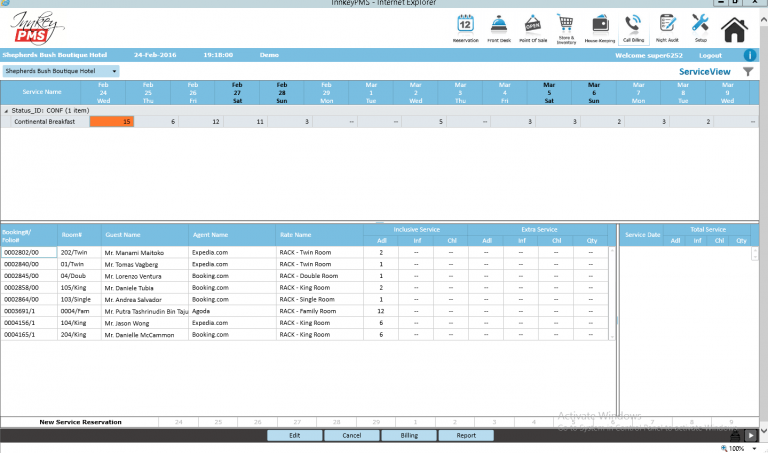 InnkeyPMS - Internet Explorer
Innkey PMS
12 OPEN
Reservation Front Desk Point Of Sale Store & Inventory House-Keeping Call Billing Night Audit Setup
Shepherds Bush Boutique Hotel 24-Feb-2016 19:18:08 Demo Welcome super6252 Logout i
Shepherds Bush Boutique Hotel ServiceView
Service Name Feb 24 Wed Feb 25 Thu Feb 26 Fri Feb 27 Sat Feb 28 Sun Feb 29 Mon Mar 1 Tue Mar 2 Wed Mar 3 Thu Mar 4 Fri Mar 5 Sat Mar 6 Sun Mar 7 Mon Mar 8 Tue Mar 9 Wed
Status_ID: CONF (1 item)
Continental Breakfast 15 6 12 11 3 -- -- 5 -- 3 3 2 3 2 --
Booking#/ Folio# Room# Guest Name Agent Name Rate Name Inclusive Service Extra Service Service Date Total Service
Adl Inf Chl Adl Inf Chl Qty Adl Inf Chl Qty
0002802/00 202/Twin Mr. Manami Maitoko Expedia.com RACK - Twin Room 2 -- -- -- -- -- --
0002840/00 01/Twin Mr. Tomas Vagberg Expedia.com RACK - Twin Room 1 -- -- -- -- -- --
0002845/00 04/Doub Mr. Lorenzo Ventura Booking.com RACK - Double Room 1 -- -- -- -- -- --
0002858/00 105/King Mr. Daniele Tubia Booking.com RACK - King Room 2 -- -- -- -- -- --
0002864/00 103/Single Mr. Andrea Salvador Booking.com RACK - Single Room 1 -- -- -- -- -- --
0003691/1 0004/Fam Mr. Putra Tashrinudin Bin Taju Agoda RACK - Family Room 12 -- -- -- -- -- --
0004156/1 104/King Mr. Jason Wong Expedia.com RACK - King Room 6 -- -- -- -- -- --
0004165/1 204/King Mr. Danielle McCammon Booking.com RACK - King Room 6 -- -- -- -- -- --
Activate Windows
Go to System in Control Panel to activate Windows.
New Service Reservation 24 25 26 27 28 29 1 2 3 4 5 6 7 8 9
Edit Cancel Billing Report
100%